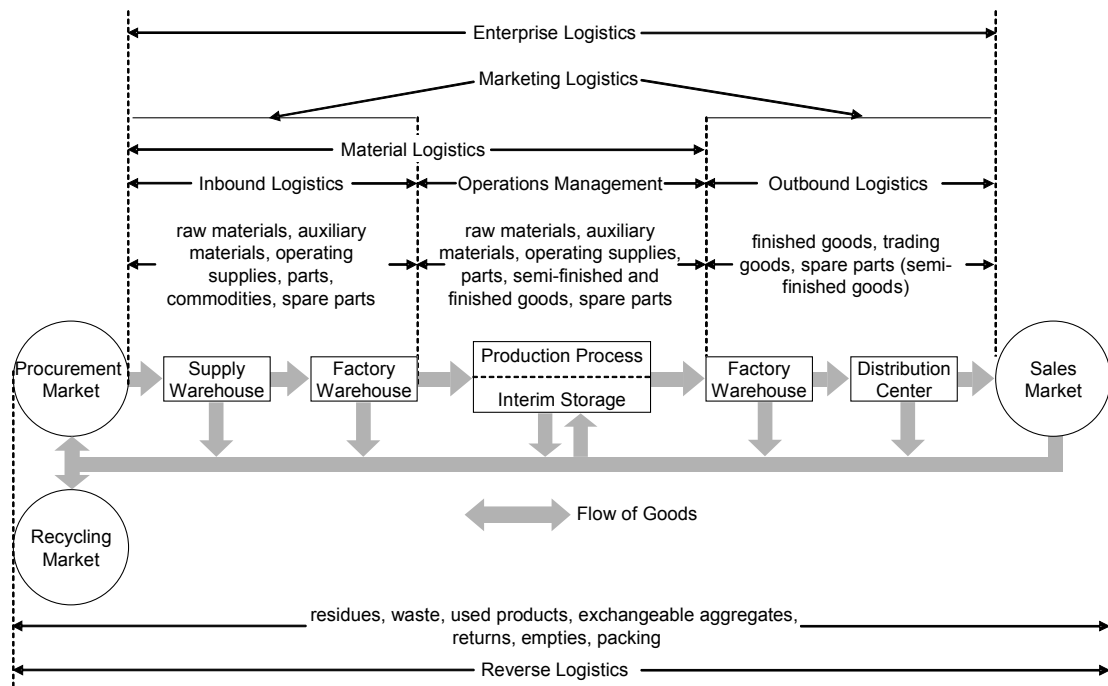 Enterprise Logistics
Marketing Logistics
Material Logistics
Inbound Logistics
Operations Management
Outbound Logistics
raw materials, auxiliary
materials, operating
supplies, parts,
commodities, spare parts
raw materials, auxiliary
materials, operating supplies,
parts, semi-finished and
finished goods, spare parts
finished goods, trading
goods, spare parts (semi-
finished goods)
Procurement
Market
Supply
Warehouse
Factory
Warehouse
Production Process
Interim Storage
Factory
Warehouse
Distribution
Center
Sales
Market
Recycling
Market
Flow of Goods
residues, waste, used products, exchangeable aggregates,
returns, empties, packing
Reverse Logistics